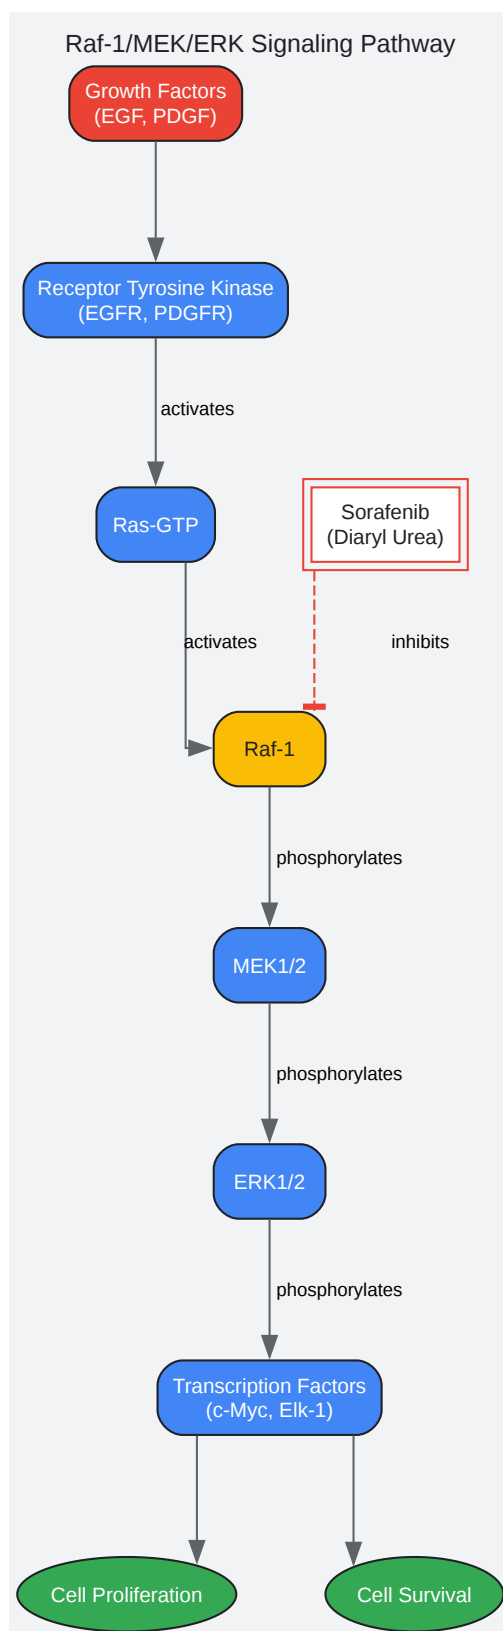 Raf-1/MEK/ERK Signaling Pathway
Growth Factors
(EGF, PDGF)
Receptor Tyrosine Kinase
(EGFR, PDGFR)
activates
Ras-GTP
Sorafenib
(Diaryl Urea)
activates
inhibits
Raf-1
phosphorylates
MEK1/2
phosphorylates
ERK1/2
phosphorylates
Transcription Factors
(c-Myc, Elk-1)
Cell Proliferation
Cell Survival